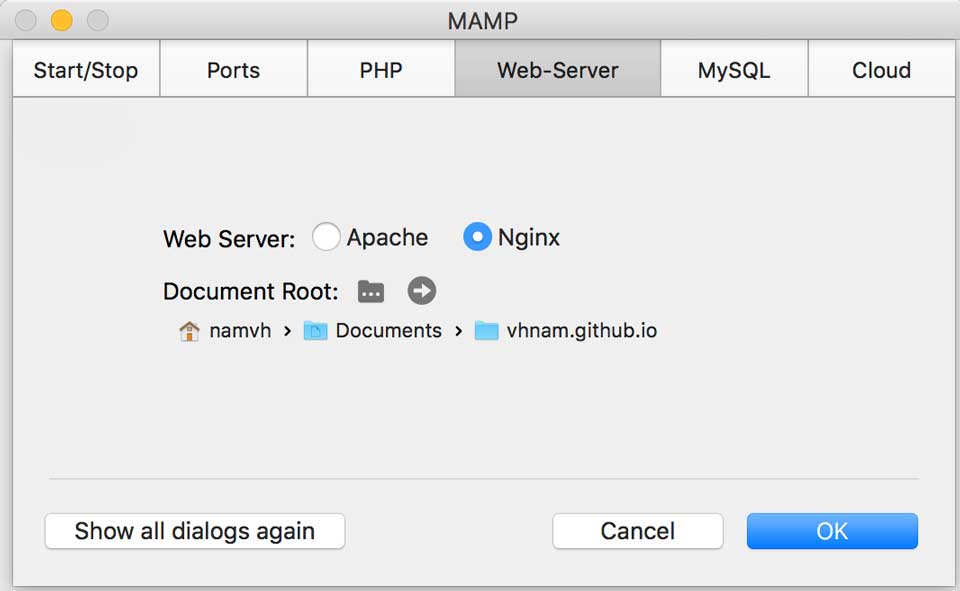 MAMP
Start/Stop Ports PHP Web-Server MySQL Cloud
Web Server: Apache Nginx
Document Root:
namvh › Documents › vhnam.github.io
Show all dialogs again Cancel OK